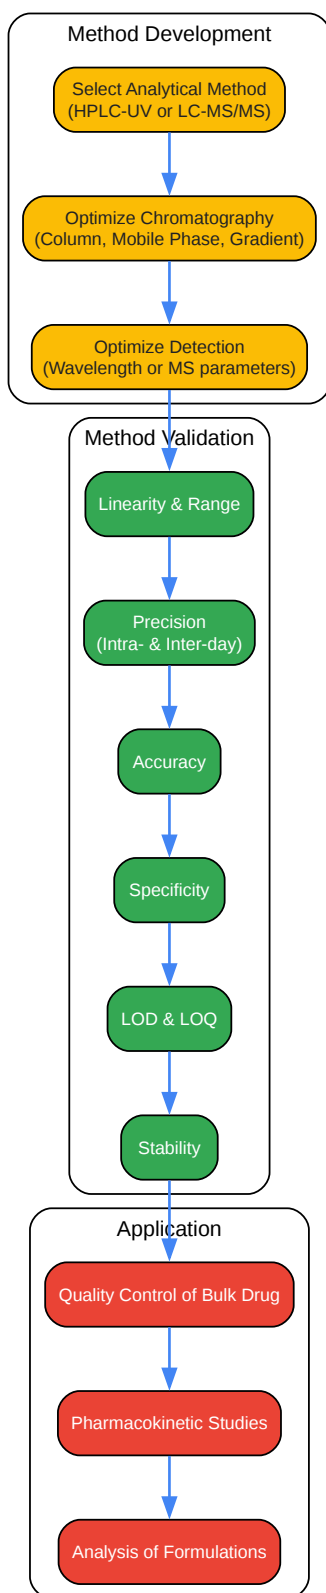 Method Development
Select Analytical Method
(HPLC-UV or LC-MS/MS)
Optimize Chromatography
(Column, Mobile Phase, Gradient)
Optimize Detection
(Wavelength or MS parameters)
Method Validation
Linearity & Range
Precision
(Intra- & Inter-day)
Accuracy
Specificity
LOD & LOQ
Stability
Application
Quality Control of Bulk Drug
Pharmacokinetic Studies
Analysis of Formulations